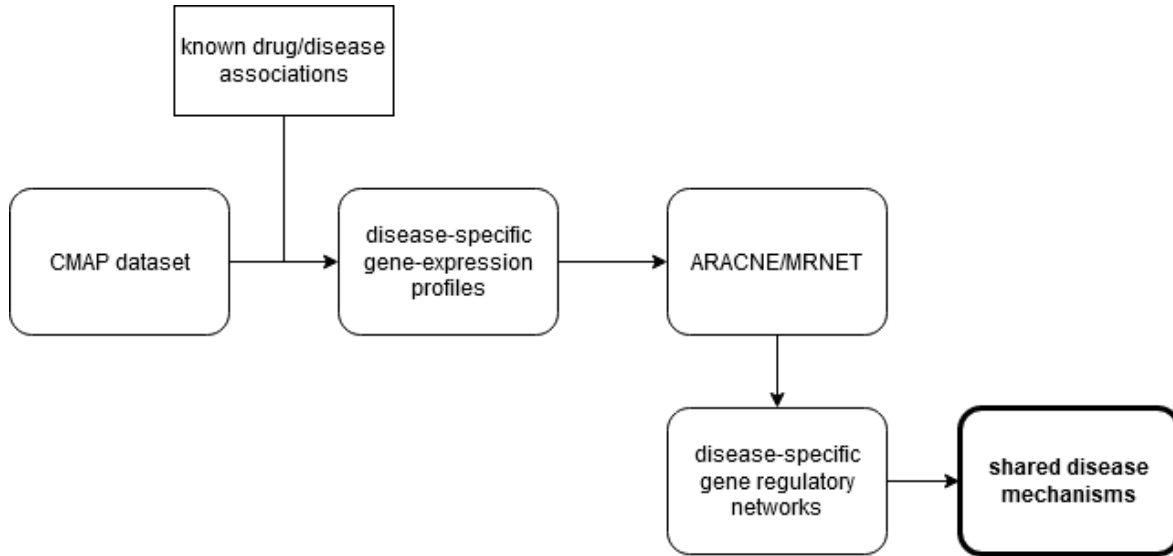 known drug/disease
associations
CMAP dataset
disease-specific
gene-expression
profiles
ARACNE/MRNET
disease-specific
gene regulatory
networks
shared disease
mechanisms